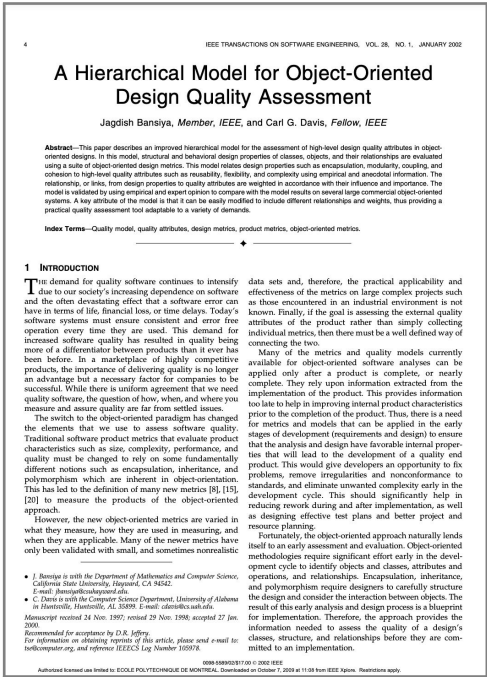 4
IEEE TRANSACTIONS ON SOFTWARE ENGINEERING, VOL. 28, NO. 1, JANUARY 2002
A Hierarchical Model for Object-Oriented
Design Quality Assessment
Jagdish Bansiya, Member, IEEE, and Carl G. Davis, Fellow, IEEE
Abstract—This paper describes an improved hierarchical model for the assessment of high-level design quality attributes in object-
oriented designs. In this model, structural and behavioral design properties of classes, objects, and their relationships are evaluated
using a suite of object-oriented design metrics. This model relates design properties such as encapsulation, modularity, coupling, and
cohesion to high-level quality attributes such as reusability, flexibility, and complexity using empirical and anecdotal information. The
relationship, or links, from design properties to quality attributes are weighted in accordance with their influence and importance. The
model is validated by using empirical and expert opinion to compare with the model results on several large commercial object-oriented
systems. A key attribute of the model is that it can be easily modified to include different relationships and weights, thus providing a
practical quality assessment tool adaptable to a variety of demands.
Index Terms—Quality model, quality attributes, design metrics, product metrics, object-oriented metrics.
1 INTRODUCTION
THE demand for quality software continues to intensify
due to our society's increasing dependence on software
and the often devastating effect that a software error can
have in terms of life, financial loss, or time delays. Today's
software systems must ensure consistent and error free
operation every time they are used. This demand for
increased software quality has resulted in quality being
more of a differentiator between products than it ever has
been before. In a marketplace of highly competitive
products, the importance of delivering quality is no longer
an advantage but a necessary factor for companies to be
successful. While there is uniform agreement that we need
quality software, the question of how, when, and where you
measure and assure quality are far from settled issues.
The switch to the object-oriented paradigm has changed
the elements that we use to assess software quality.
Traditional software product metrics that evaluate product
characteristics such as size, complexity, performance, and
quality must be changed to rely on some fundamentally
different notions such as encapsulation, inheritance, and
polymorphism which are inherent in object-orientation.
This has led to the definition of many new metrics [8], [15],
[20] to measure the products of the object-oriented
approach.
However, the new object-oriented metrics are varied in
what they measure, how they are used in measuring, and
when they are applicable. Many of the newer metrics have
only been validated with small, and sometimes nonrealistic
• J. Bansiya is with the Department of Mathematics and Computer Science,
California State University, Hayward, CA 94542.
E-mail: jbansiya@csuhayward.edu.
• C. Davis is with the Computer Science Department, University of Alabama
in Huntsville, Huntsville, AL 35899. E-mail: cdavis@cs.uah.edu.
Manuscript received 24 Nov. 1997; revised 29 Nov. 1998; accepted 27 Jan.
2000.
Recommended for acceptance by D.R. Jeffery.
For information on obtaining reprints of this article, please send e-mail to:
tse@computer.org, and reference IEEECS Log Number 105978.
data sets and, therefore, the practical applicability and
effectiveness of the metrics on large complex projects such
as those encountered in an industrial environment is not
known. Finally, if the goal is assessing the external quality
attributes of the product rather than simply collecting
individual metrics, then there must be a well defined way of
connecting the two.
Many of the metrics and quality models currently
available for object-oriented software analyses can be
applied only after a product is complete, or nearly
complete. They rely upon information extracted from the
implementation of the product. This provides information
too late to help in improving internal product characteristics
prior to the completion of the product. Thus, there is a need
for metrics and models that can be applied in the early
stages of development (requirements and design) to ensure
that the analysis and design have favorable internal proper-
ties that will lead to the development of a quality end
product. This would give developers an opportunity to fix
problems, remove irregularities and nonconformance to
standards, and eliminate unwanted complexity early in the
development cycle. This should significantly help in
reducing rework during and after implementation, as well
as designing effective test plans and better project and
resource planning.
Fortunately, the object-oriented approach naturally lends
itself to an early assessment and evaluation. Object-oriented
methodologies require significant effort early in the devel-
opment cycle to identify objects and classes, attributes and
operations, and relationships. Encapsulation, inheritance,
and polymorphism require designers to carefully structure
the design and consider the interaction between objects. The
result of this early analysis and design process is a blueprint
for implementation. Therefore, the approach provides the
information needed to assess the quality of a design's
classes, structure, and relationships before they are com-
mitted to an implementation.
0098-5589/02/$17.00 © 2002 IEEE
Authorized licensed use limited to: ECOLE POLYTECHNIQUE DE MONTREAL. Downloaded on October 7, 2009 at 11:08 from IEEE Xplore. Restrictions apply.